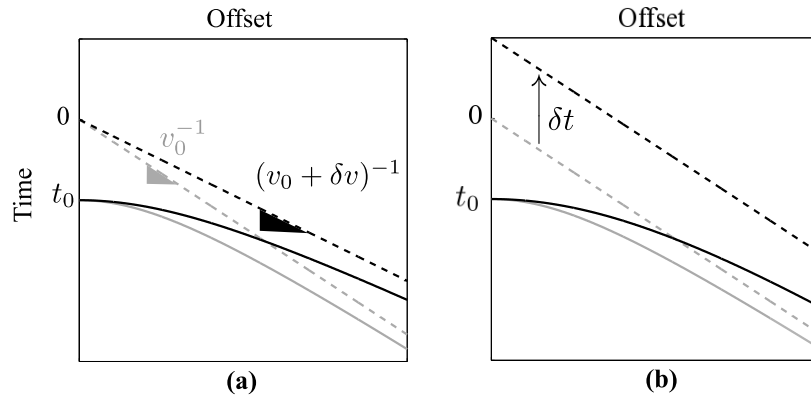 Offset
0
v_0^{-1}
(v_0 + δv)^{-1}
t_0
Time
(a)
Offset
0
δt
t_0
(b)